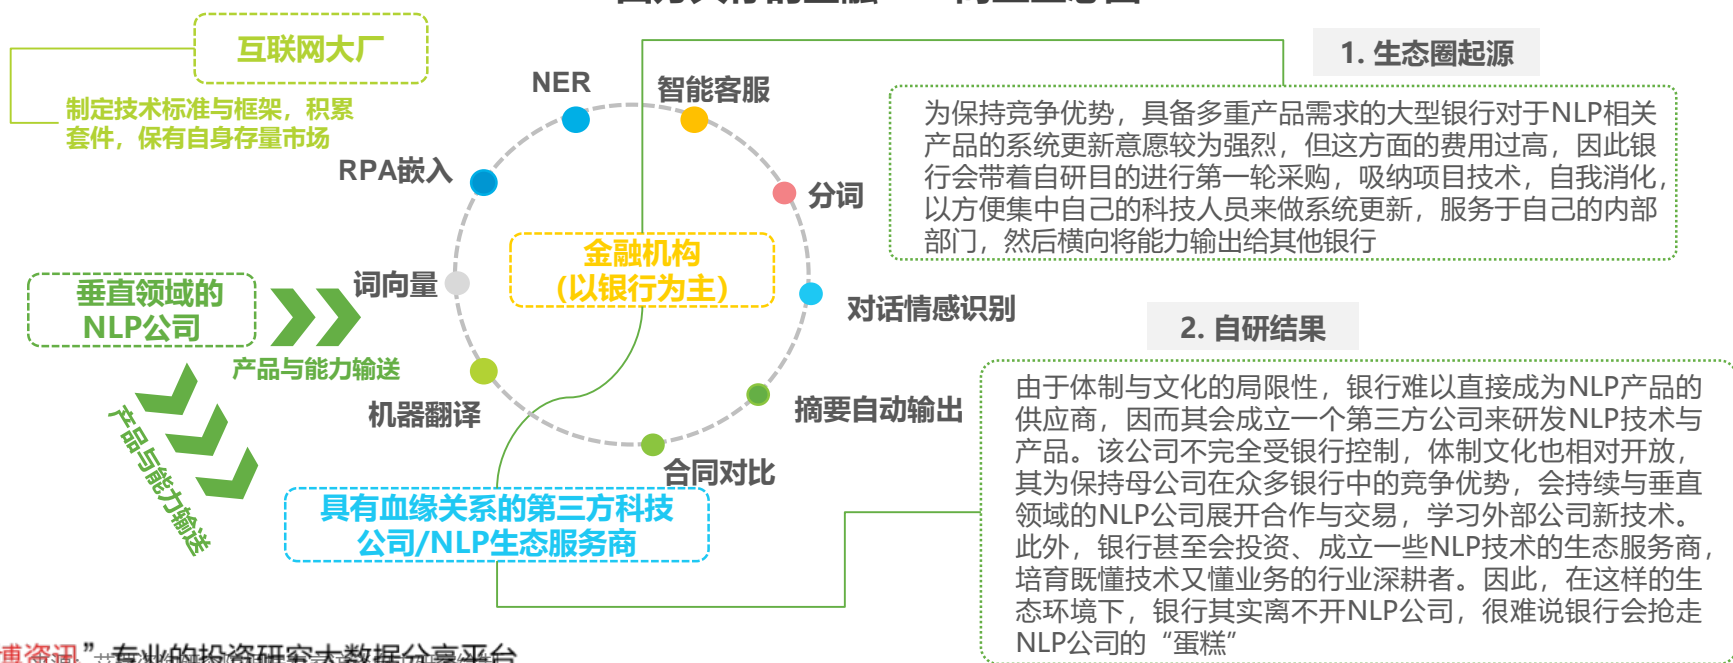 互联网大厂
制定技术标准与框架，积累
套件，保有自身存量市场
NER
智能客服
RPA嵌入
分词
金融机构
(以银行为主)
词向量
对话情感识别
垂直领域的
NLP公司
产品与能力输送
产品与能力输送
机器翻译
摘要自动输出
合同对比
具有血缘关系的第三方科技
公司/NLP生态服务商
1. 生态圈起源
为保持竞争优势，具备多重产品需求的大型银行对于NLP相关
产品的系统更新意愿较为强烈，但这方面的费用过高，因此银
行会带着自研目的进行第一轮采购，吸纳项目技术，自我消化，
以方便集中自己的科技人员来做系统更新，服务于自己的内部
部门，然后横向将能力输出给其他银行
2. 自研结果
由于体制与文化的局限性，银行难以直接成为NLP产品的
供应商，因而其会成立一个第三方公司来研发NLP技术与
产品。该公司不完全受银行控制，体制文化也相对开放，
其为保持母公司在众多银行中的竞争优势，会持续与垂直
领域的NLP公司展开合作与交易，学习外部公司新技术。
此外，银行甚至会投资、成立一些NLP技术的生态服务商，
培育既懂技术又懂业务的行业深耕者。因此，在这样的生
态环境下，银行其实离不开NLP公司，很难说银行会抢走
NLP公司的“蛋糕”
博资讯”专业的投资研究大数据分享平台